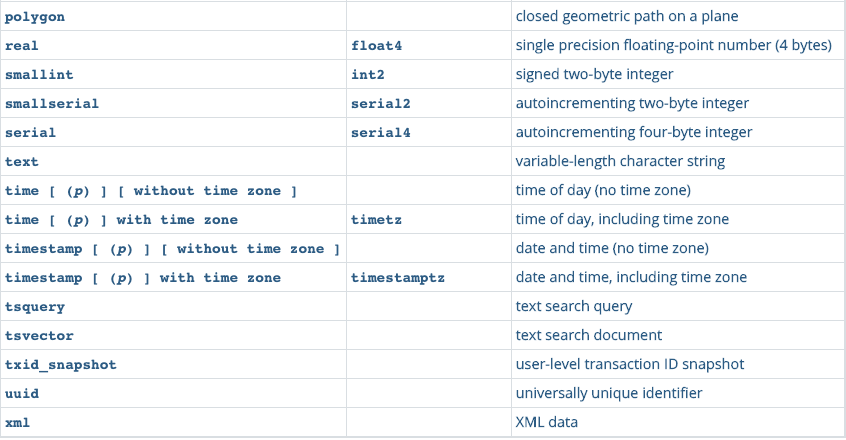 polygon closed geometric path on a plane
real float4 single precision floating-point number (4 bytes)
smallint int2 signed two-byte integer
smallserial serial2 autoincrementing two-byte integer
serial serial4 autoincrementing four-byte integer
text variable-length character string
time [ (p) ] [ without time zone ] time of day (no time zone)
time [ (p) ] with time zone timetz time of day, including time zone
timestamp [ (p) ] [ without time zone ] date and time (no time zone)
timestamp [ (p) ] with time zone timestamptz date and time, including time zone
tsquery text search query
tsvector text search document
txid_snapshot user-level transaction ID snapshot
uuid universally unique identifier
xml XML data